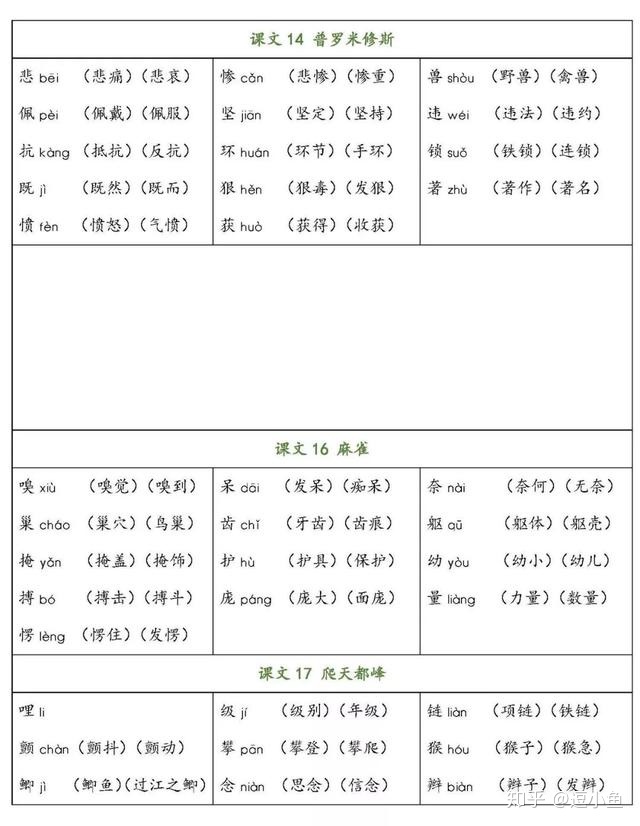 课文14 普罗米修斯
悲 bēi （悲痛）（悲哀） 惨 cǎn （悲惨）（惨重） 兽 shòu （野兽）（禽兽）
佩 pèi （佩戴）（佩服） 坚 jiān （坚定）（坚持） 违 wéi （违法）（违约）
抗 kàng （抵抗）（反抗） 环 huán （环节）（手环） 锁 suǒ （铁锁）（连锁）
既 jì （既然）（既而） 狠 hěn （狠毒）（发狠） 著 zhù （著作）（著名）
愤 fèn （愤怒）（气愤） 获 huò （获得）（收获）
课文16 麻雀
嗅 xiù （嗅觉）（嗅到） 呆 dāi （发呆）（痴呆） 奈 nài （奈何）（无奈）
巢 cháo （巢穴）（鸟巢） 齿 chǐ （牙齿）（齿痕） 躯 qū （躯体）（躯壳）
掩 yǎn （掩盖）（掩饰） 护 hù （护具）（保护） 幼 yòu （幼小）（幼儿）
搏 bó （搏击）（搏斗） 庞 páng （庞大）（面庞） 量 liàng （力量）（数量）
愣 lèng （愣住）（发愣）
课文17 爬天都峰
哩 li 级 jí （级别）（年级） 链 liàn （项链）（铁链）
颤 chàn（颤抖）（颤动） 攀 pān （攀登）（攀爬） 猴 hóu （猴子）（猴急）
鲫 jì （鲫鱼）（过江之鲫） 念 niàn （思念）（信念） 辫 biàn （辫子）（发辫）
知乎 @逗小鱼